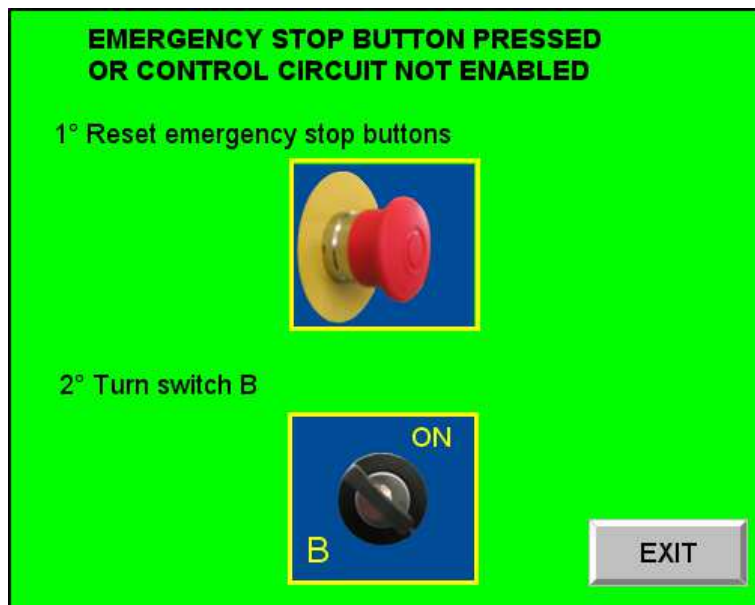 EMERGENCY STOP BUTTON PRESSED
OR CONTROL CIRCUIT NOT ENABLED
1° Reset emergency stop buttons
2° Turn switch B
ON
B
EXIT